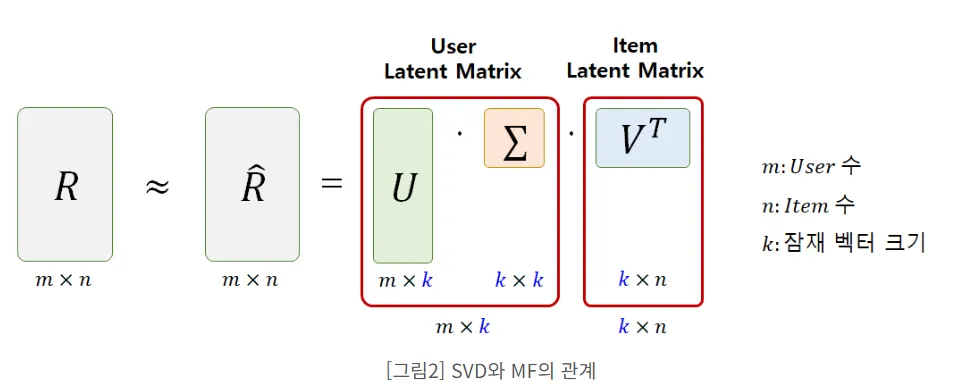 User
Latent Matrix
Item
Latent Matrix
R ≈ R̂ = U · Σ · V^T
m × n
m × n
m × k
k × k
k × n
m × k
k × n
m: User 수
n: Item 수
k: 잠재 벡터 크기
[그림2] SVD와 MF의 관계